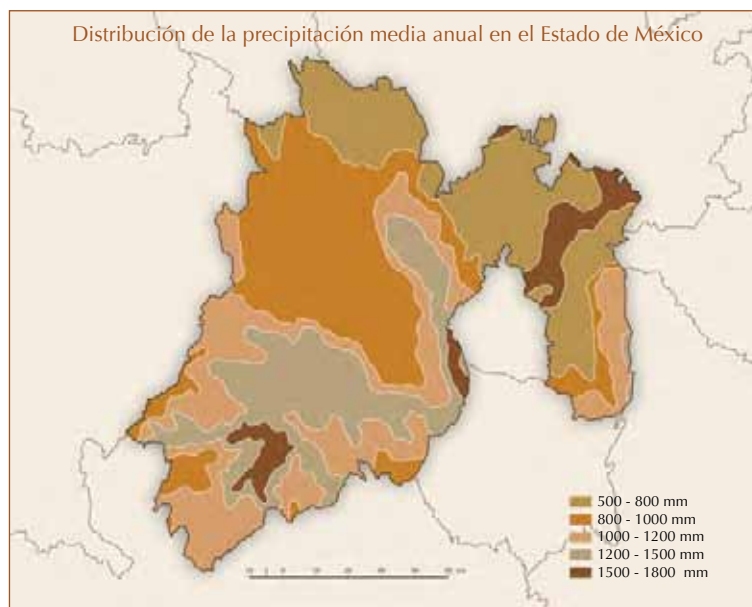 Distribución de la precipitación media anual en el Estado de México
500 - 800 mm
800 - 1000 mm
1000 - 1200 mm
1200 - 1500 mm
1500 - 1800 mm